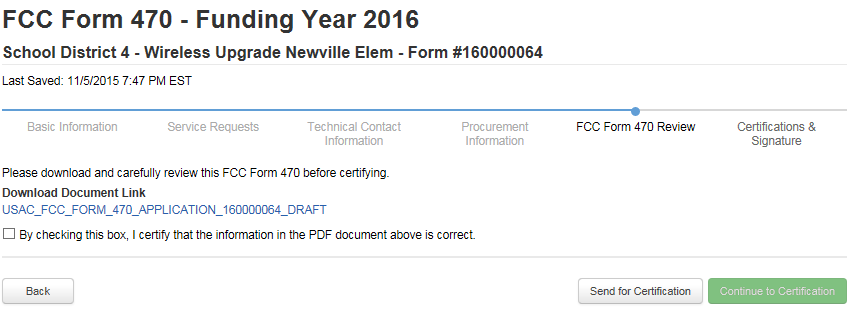 FCC Form 470 - Funding Year 2016
School District 4 - Wireless Upgrade Newville Elem - Form #160000064
Last Saved: 11/5/2015 7:47 PM EST
Basic Information
Service Requests
Technical Contact
Information
Procurement
Information
FCC Form 470 Review
Certifications &
Signature
Please download and carefully review this FCC Form 470 before certifying.
Download Document Link
USAC_FCC_FORM_470_APPLICATION_160000064_DRAFT
By checking this box, I certify that the information in the PDF document above is correct.
Back
Send for Certification
Continue to Certification